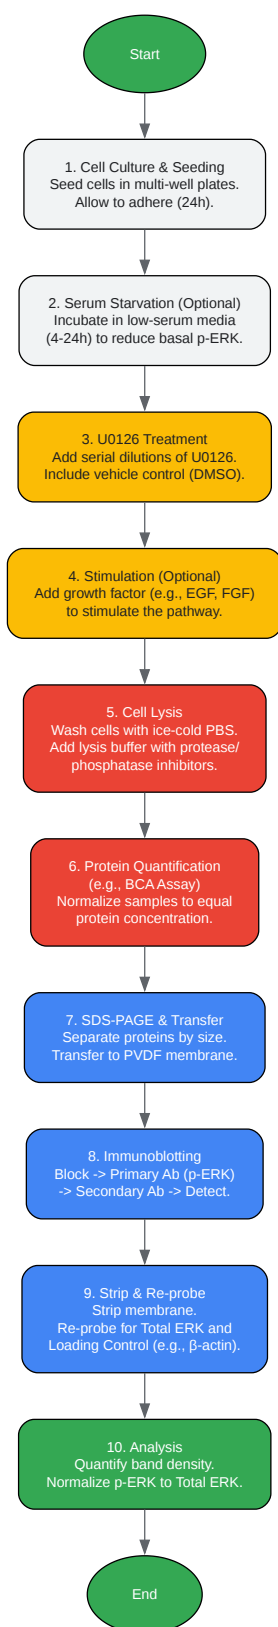 Start
1. Cell Culture & Seeding
Seed cells in multi-well plates.
Allow to adhere (24h).
2. Serum Starvation (Optional)
Incubate in low-serum media
(4-24h) to reduce basal p-ERK.
3. U0126 Treatment
Add serial dilutions of U0126.
Include vehicle control (DMSO).
4. Stimulation (Optional)
Add growth factor (e.g., EGF, FGF)
to stimulate the pathway.
5. Cell Lysis
Wash cells with ice-cold PBS.
Add lysis buffer with protease/
phosphatase inhibitors.
6. Protein Quantification
(e.g., BCA Assay)
Normalize samples to equal
protein concentration.
7. SDS-PAGE & Transfer
Separate proteins by size.
Transfer to PVDF membrane.
8. Immunoblotting
Block -> Primary Ab (p-ERK)
-> Secondary Ab -> Detect.
9. Strip & Re-probe
Strip membrane.
Re-probe for Total ERK and
Loading Control (e.g., β-actin).
10. Analysis
Quantify band density.
Normalize p-ERK to Total ERK.
End